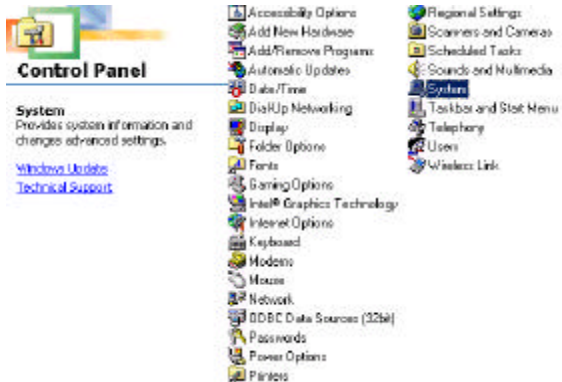 Control Panel
System
Provides system information and
changes advanced settings.
Windows Update
Technical Support
Accessibility Options
Add New Hardware
Add/Remove Programs
Automatic Updates
Date/Time
Dial-Up Networking
Display
Folder Options
Fonts
Gaming Options
Intel® Graphics Technology
Internet Options
Keyboard
Modems
Mouse
Network
ODBC Data Sources (32bit)
Passwords
Power Options
Printers
Regional Settings
Scanners and Cameras
Scheduled Tasks
Sounds and Multimedia
System
Taskbar and Start Menu
Telephony
Users
Wireless Link